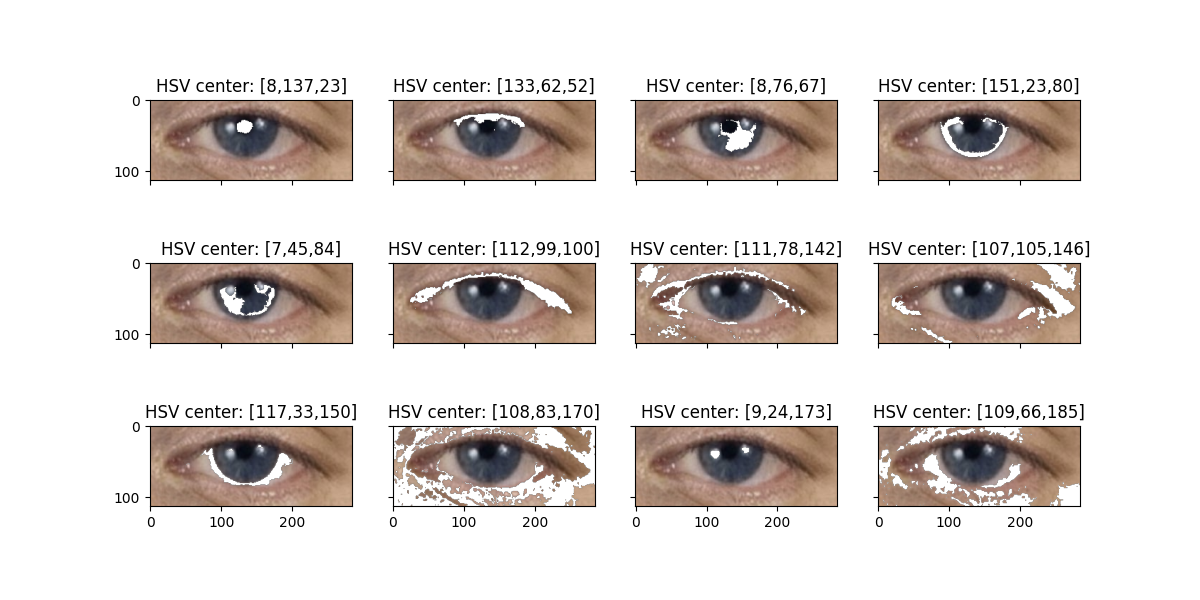 HSV center: [8,137,23] HSV center: [133,62,52] HSV center: [8,76,67] HSV center: [151,23,80]
0
100
HSV center: [7,45,84] HSV center: [112,99,100] HSV center: [111,78,142] HSV center: [107,105,146]
0
100
HSV center: [117,33,150] HSV center: [108,83,170] HSV center: [9,24,173] HSV center: [109,66,185]
0
100
0 100 200 0 100 200 0 100 200 0 100 200